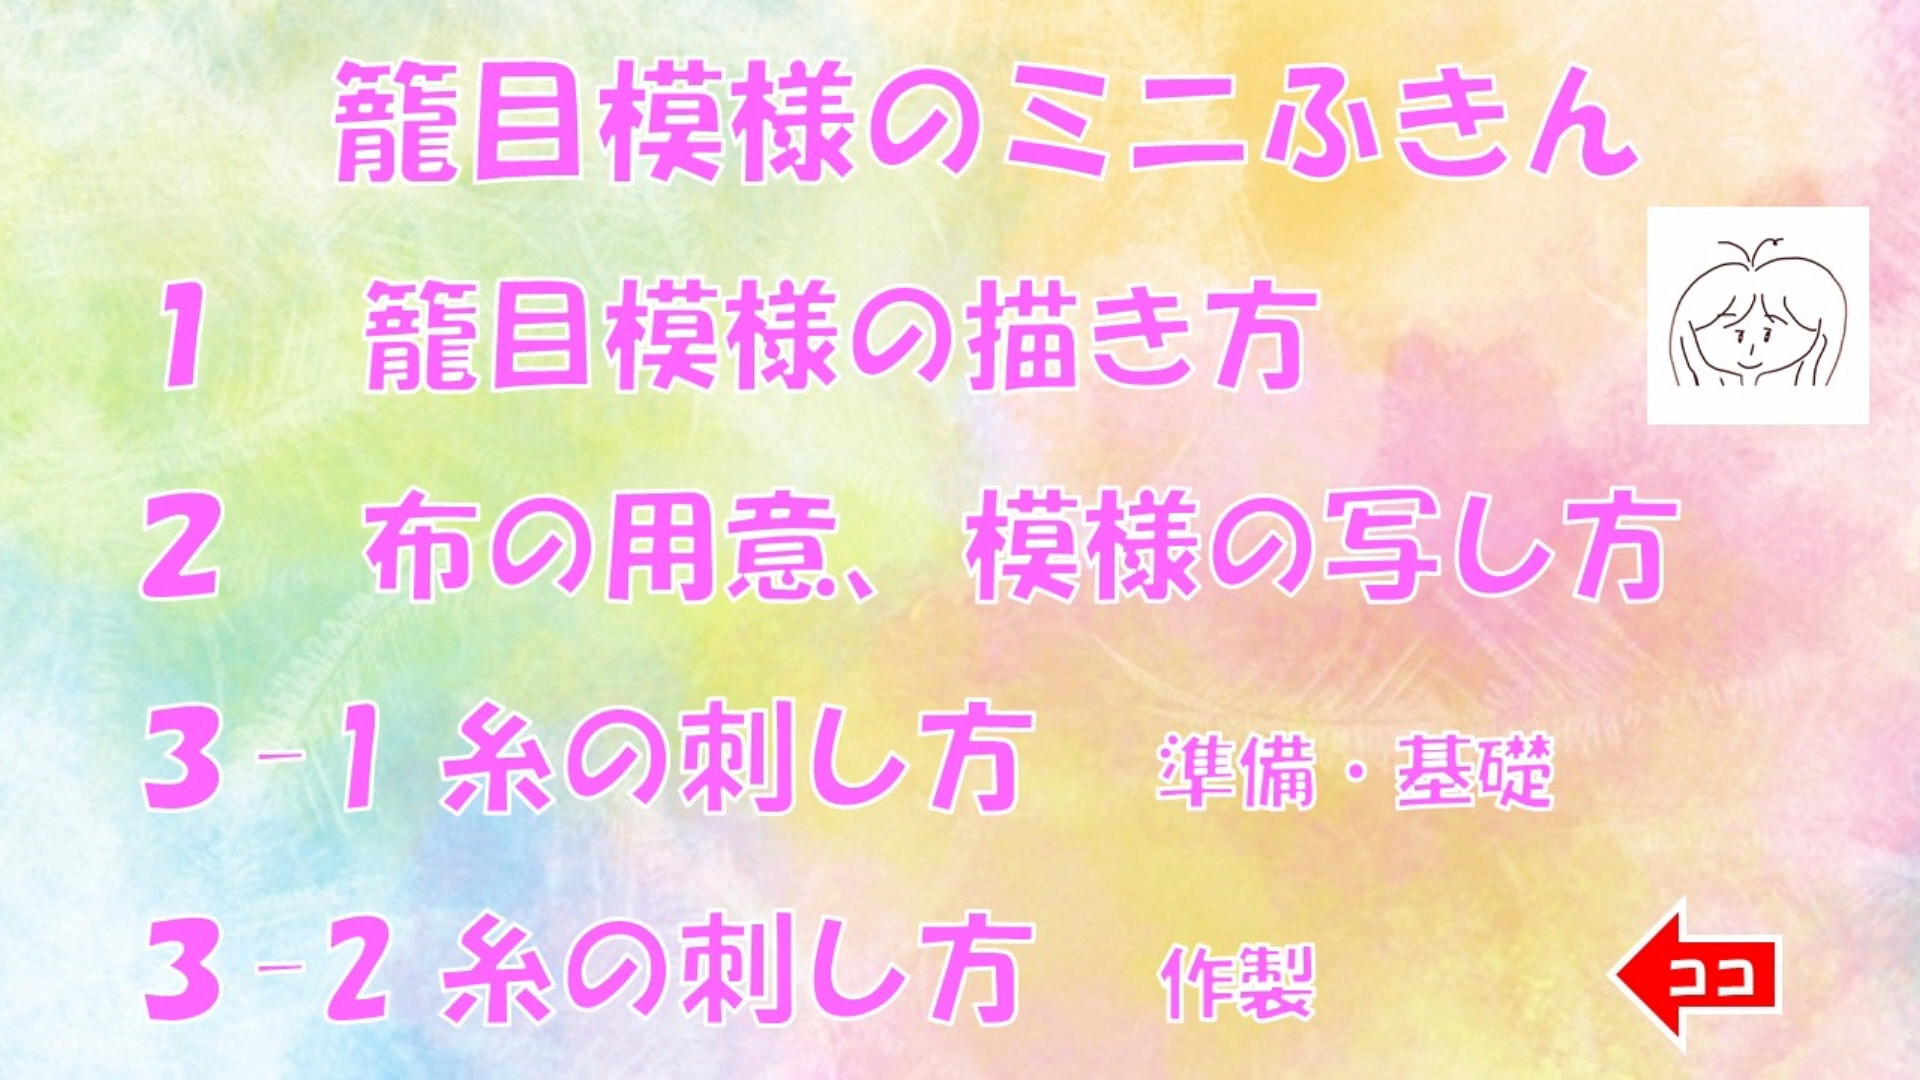 籠目模様のミニふきん
1 籠目模様の描き方
2 布の用意、模様の写し方
3-1 糸の刺し方 準備・基礎
3-2 糸の刺し方 作製 ココ